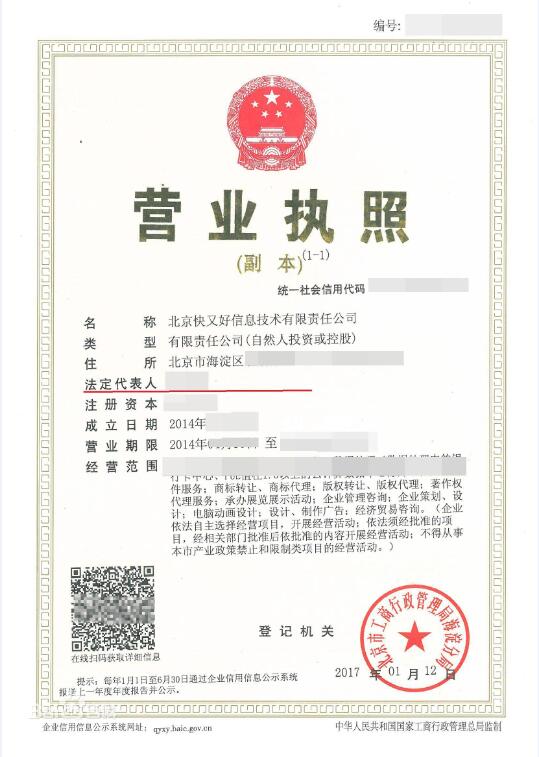 编号:
营业执照
(副 本)(1-1)
统一社会信用代码
名 称 北京快又好信息技术有限责任公司
类 型 有限责任公司(自然人投资或控股)
住 所 北京市海淀区
法定代表人
注册资本
成立日期 2014年
营业期限 2014年 至
经营范围
件服务；商标转让、商标代理；版权转让、版权代理；著作权
代理服务；承办展览展示活动；企业管理咨询；企业策划、设
计；电脑动画设计；设计、制作广告；经济贸易咨询。（企业
依法自主选择经营项目，开展经营活动；依法须经批准的项
目，经相关部门批准后依批准的内容开展经营活动；不得从事
本市产业政策禁止和限制类项目的经营活动。）
在线扫码获取详细信息
登记机关
北京市工商行政管理局海淀分局
2017 年 01 月 12 日
提示：每年1月1日至6月30日通过企业信用信息公示系统
报送上一年度年度报告并公示。
企业信用信息公示系统网址：qyxy.baic.gov.cn
中华人民共和国国家工商行政管理总局监制